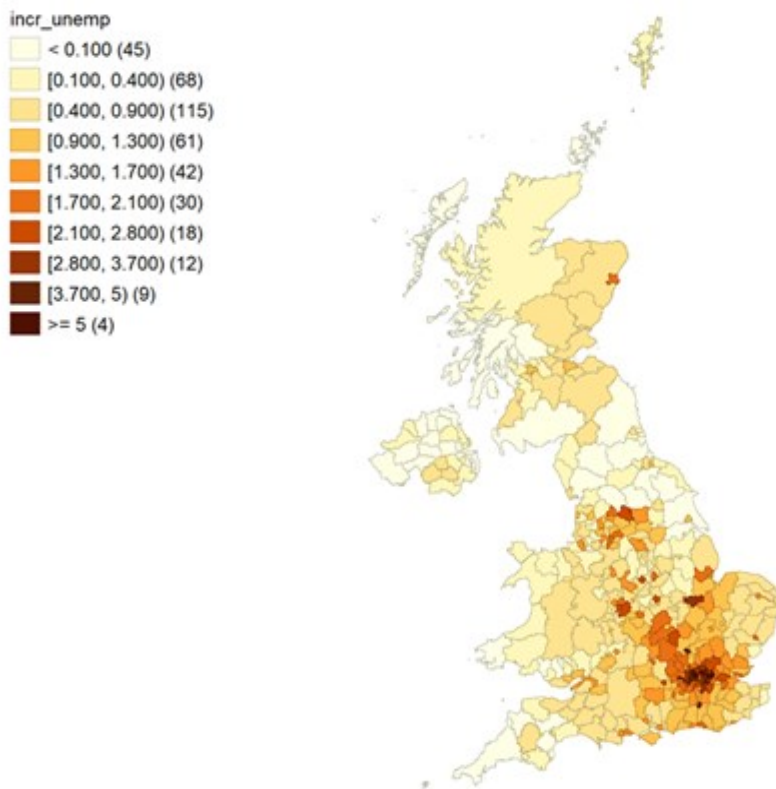 incr_unemp
< 0.100 (45)
[0.100, 0.400) (68)
[0.400, 0.900) (115)
[0.900, 1.300) (61)
[1.300, 1.700) (42)
[1.700, 2.100) (30)
[2.100, 2.800) (18)
[2.800, 3.700) (12)
[3.700, 5) (9)
>= 5 (4)